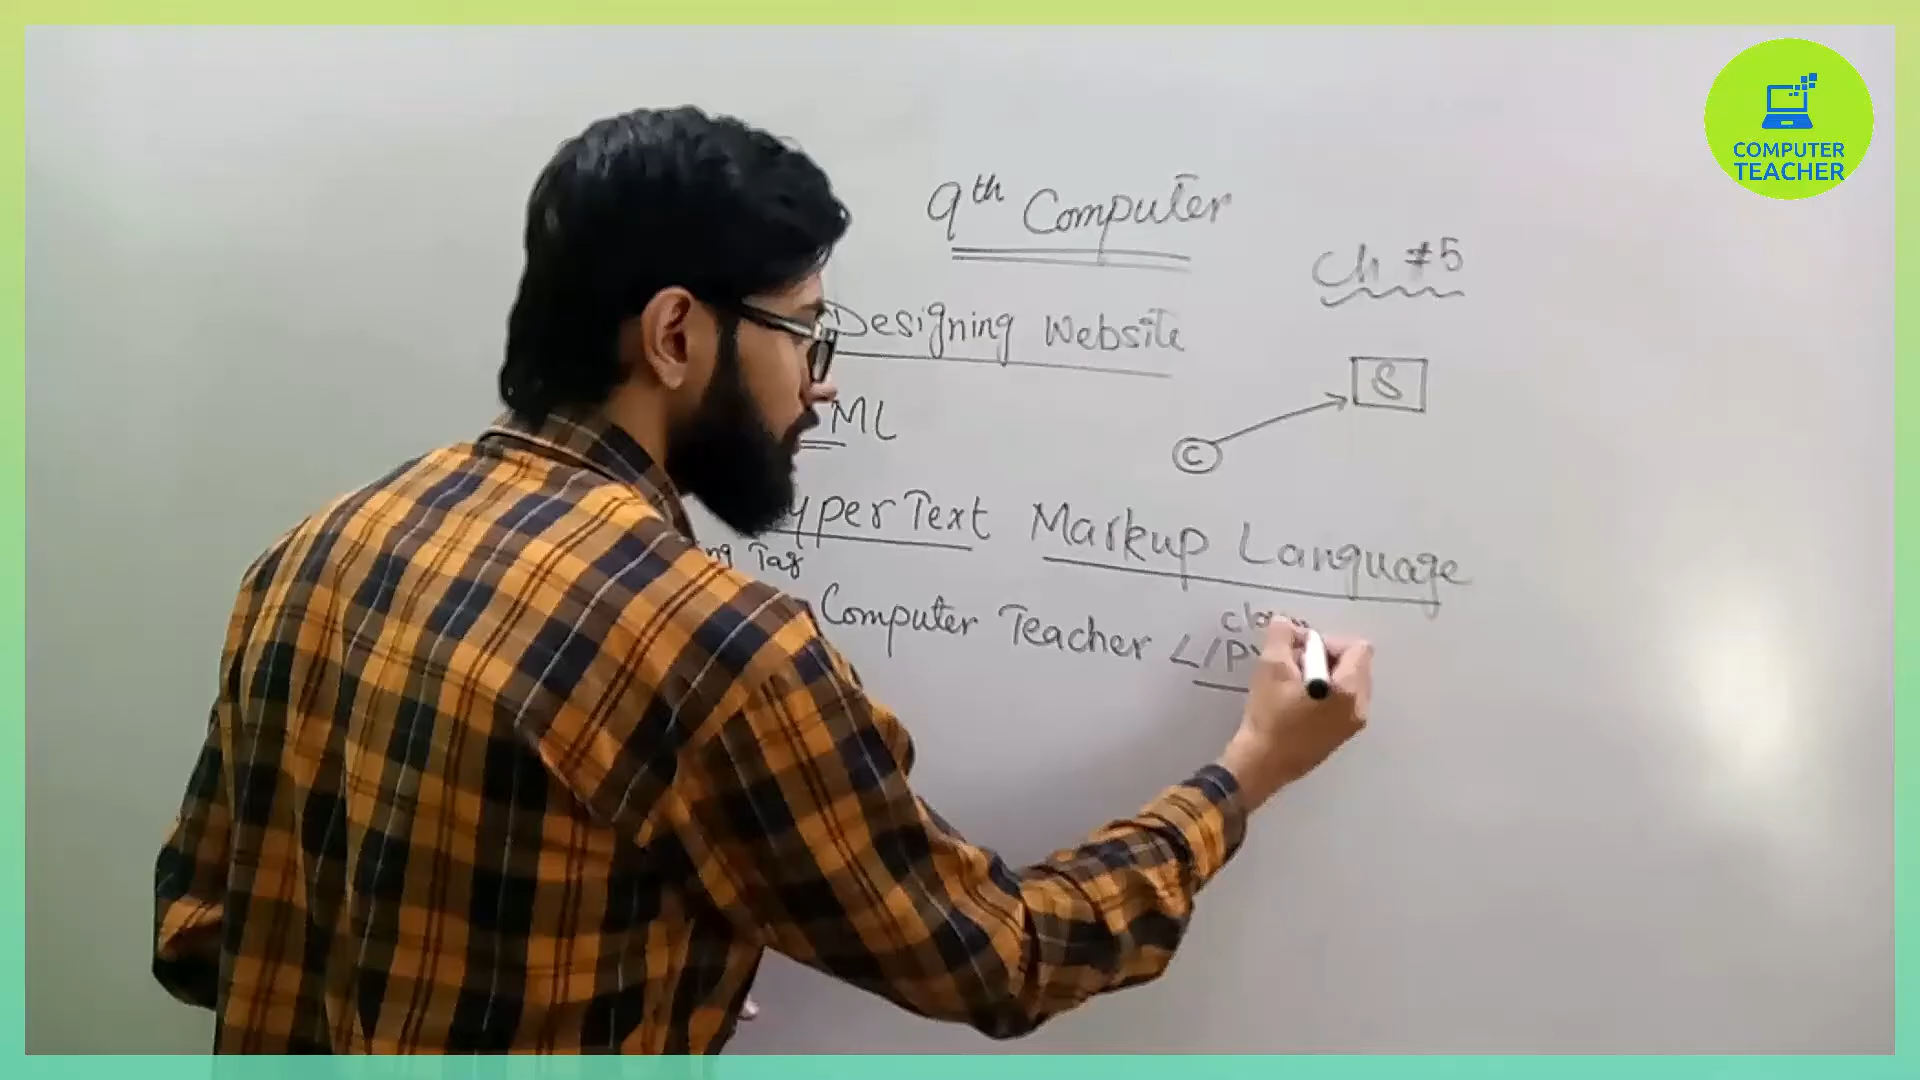 COMPUTER
TEACHER
9th Computer
Ch #5
Designing Website
S
ML
C
yper Text Markup Language
ng Tag
Computer Teacher </P>